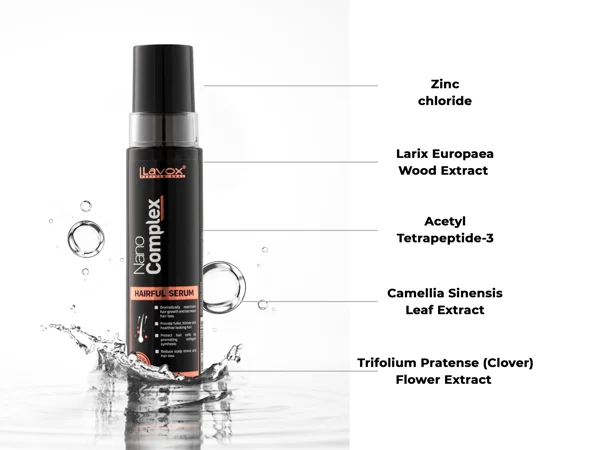 Lavox
PROFESSIONAL
Nano
Complex
HAIRFUL SERUM
Zinc
chloride
Larix Europaea
Wood Extract
Acetyl
Tetrapeptide-3
Camellia Sinensis
Leaf Extract
Trifolium Pratense (Clover)
Flower Extract